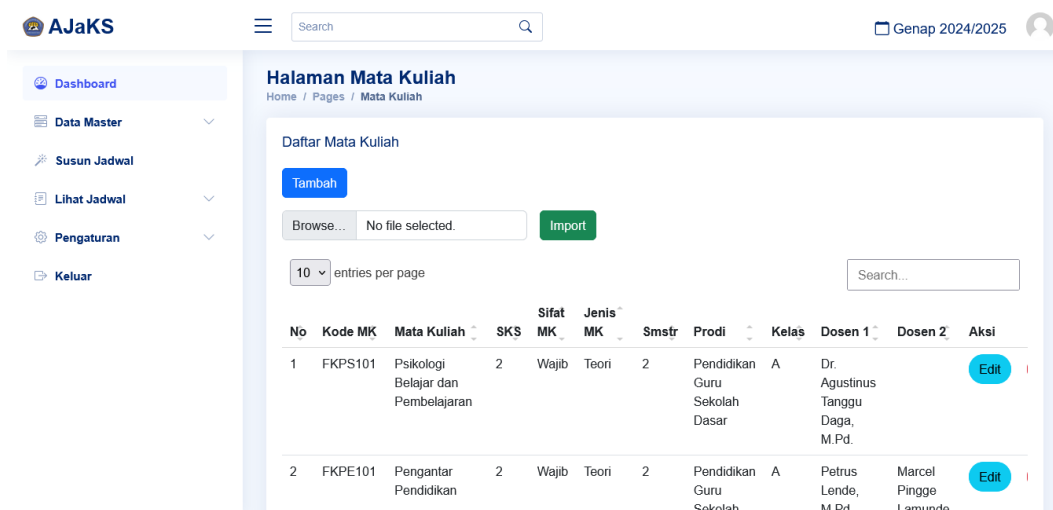 AJaKS
Search
Genap 2024/2025
Dashboard
Data Master
Susun Jadwal
Lihat Jadwal
Pengaturan
Keluar
Halaman Mata Kuliah
Home / Pages / Mata Kuliah
Daftar Mata Kuliah
Tambah
Browse... No file selected. Import
10 entries per page
Search...
No Kode MK Mata Kuliah SKS Sifat MK Jenis MK Smstr Prodi Kelas Dosen 1 Dosen 2 Aksi
1 FKPS101 Psikologi Belajar dan Pembelajaran 2 Wajib Teori 2 Pendidikan Guru Sekolah Dasar A Dr. Agustinus Tanggu Daga, M.Pd. Edit
2 FKPE101 Pengantar Pendidikan 2 Wajib Teori 2 Pendidikan Guru Sekolah A Petrus Lende, M.Pd. Marcel Pingge Lamunde Edit